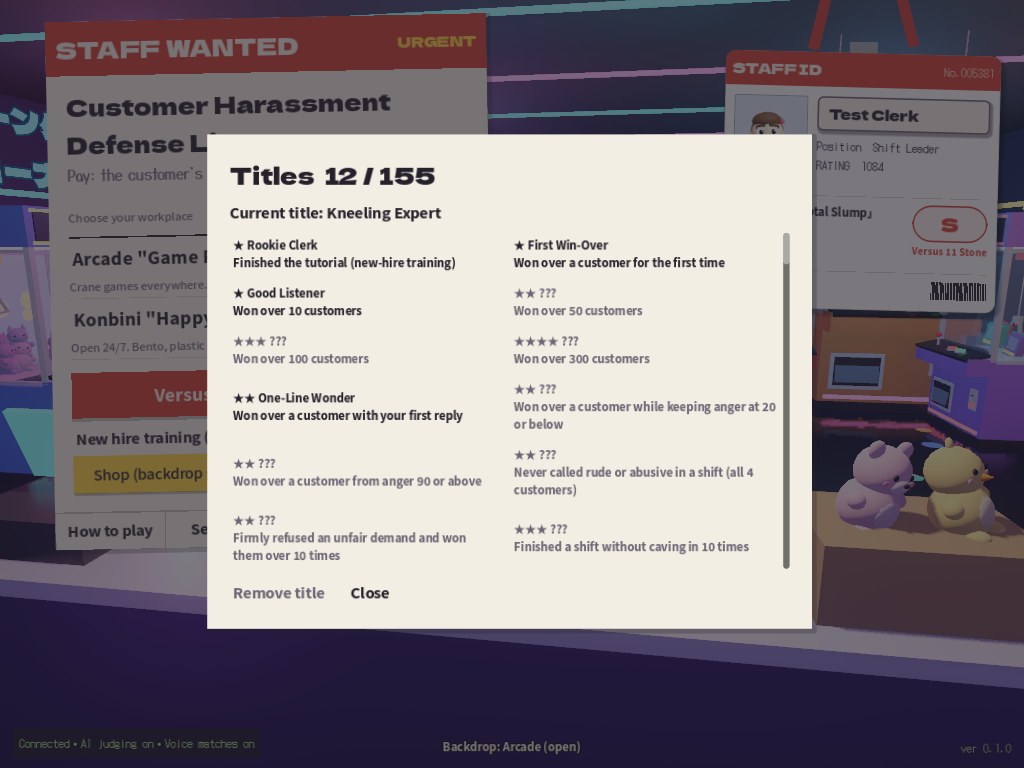 STAFF WANTED
URGENT
Customer Harassment
Defense L
Pay: the customer's
Choose your workplace
Arcade "Game
Crane games everywhere.
Konbini "Happy
Open 24/7. Bento, plastic
Versus
New hire training (
Shop (backdrop
How to play
Se
STAFF ID
No. 005381
Test Clerk
Position Shift Leader
RATING 1084
tal Slump」
S
Versus 11 Stone
Titles 12 / 155
Current title: Kneeling Expert
★ Rookie Clerk
Finished the tutorial (new-hire training)
★ First Win-Over
Won over a customer for the first time
★ Good Listener
Won over 10 customers
★★ ???
Won over 50 customers
★★★ ???
Won over 100 customers
★★★★ ???
Won over 300 customers
★★ One-Line Wonder
Won over a customer with your first reply
★★ ???
Won over a customer while keeping anger at 20
or below
★★ ???
Won over a customer from anger 90 or above
★★ ???
Never called rude or abusive in a shift (all 4
customers)
★★ ???
Firmly refused an unfair demand and won
them over 10 times
★★★ ???
Finished a shift without caving in 10 times
Remove title
Close
Connected • AI judging on • Voice matches on
Backdrop: Arcade (open)
ver 0.1.0